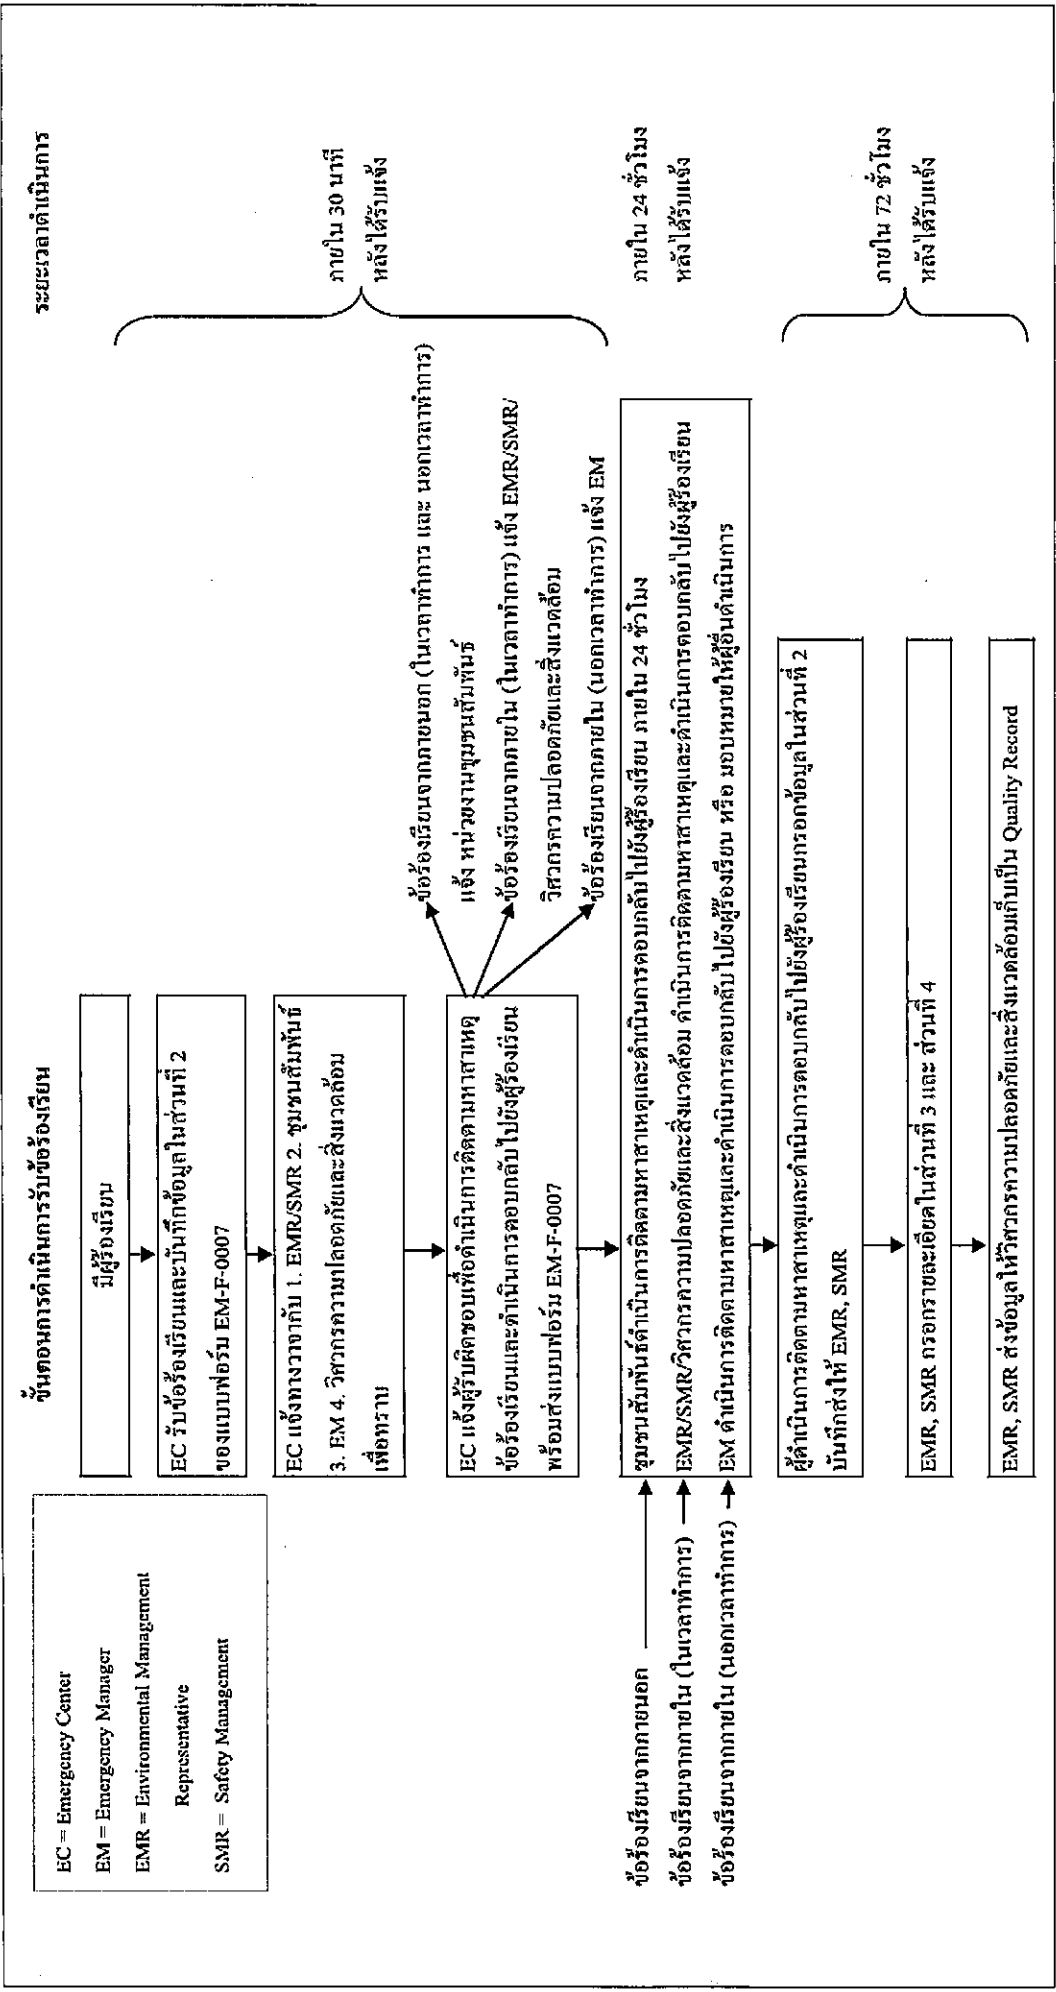 ขั้นตอนการดำเนินการรับข้อร้องเรียน
ระยะเวลาดำเนินการ
EC = Emergency Center
EM = Emergency Manager
EMR = Environmental Management
Representative
SMR = Safety Management
มีผู้ร้องเรียน
EC รับข้อร้องเรียนและบันทึกข้อมูลในส่วนที่ 2
ของแบบฟอร์ม EM-F-0007
EC แจ้งทางวาจากับ 1. EMR/SMR 2. ชุมชนสัมพันธ์
3. EM 4. วิศวกรความปลอดภัยและสิ่งแวดล้อม
เพื่อทราบ
EC แจ้งผู้รับผิดชอบเพื่อดำเนินการติดตามหาสาเหตุ
ข้อร้องเรียนและดำเนินการตอบกลับไปยังผู้ร้องเรียน
พร้อมส่งแบบฟอร์ม EM-F-0007
ข้อร้องเรียนจากภายนอก (ในเวลาทำการ และ นอกเวลาทำการ)
แจ้ง หน่วยงานชุมชนสัมพันธ์
ข้อร้องเรียนจากภายใน (ในเวลาทำการ) แจ้ง EMR/SMR/
วิศวกรความปลอดภัยและสิ่งแวดล้อม
ข้อร้องเรียนจากภายใน (นอกเวลาทำการ) แจ้ง EM
ภายใน 30 นาที
หลังได้รับแจ้ง
ข้อร้องเรียนจากภายนอก
ข้อร้องเรียนจากภายใน (ในเวลาทำการ)
ข้อร้องเรียนจากภายใน (นอกเวลาทำการ)
ชุมชนสัมพันธ์ดำเนินการติดตามหาสาเหตุและดำเนินการตอบกลับไปยังผู้ร้องเรียน ภายใน 24 ชั่วโมง
EMR/SMR/วิศวกรความปลอดภัยและสิ่งแวดล้อม ดำเนินการติดตามหาสาเหตุและดำเนินการตอบกลับไปยังผู้ร้องเรียน
EM ดำเนินการติดตามหาสาเหตุและดำเนินการตอบกลับไปยังผู้ร้องเรียน หรือ มอบหมายให้ผู้อื่นดำเนินการ
ภายใน 24 ชั่วโมง
หลังได้รับแจ้ง
ผู้ดำเนินการติดตามหาสาเหตุและดำเนินการตอบกลับไปยังผู้ร้องเรียนกรอกข้อมูลในส่วนที่ 2
บันทึกส่งให้ EMR, SMR
EMR, SMR กรอกรายละเอียดในส่วนที่ 3 และ ส่วนที่ 4
EMR, SMR ส่งข้อมูลให้วิศวกรความปลอดภัยและสิ่งแวดล้อมเก็บเป็น Quality Record
ภายใน 72 ชั่วโมง
หลังได้รับแจ้ง